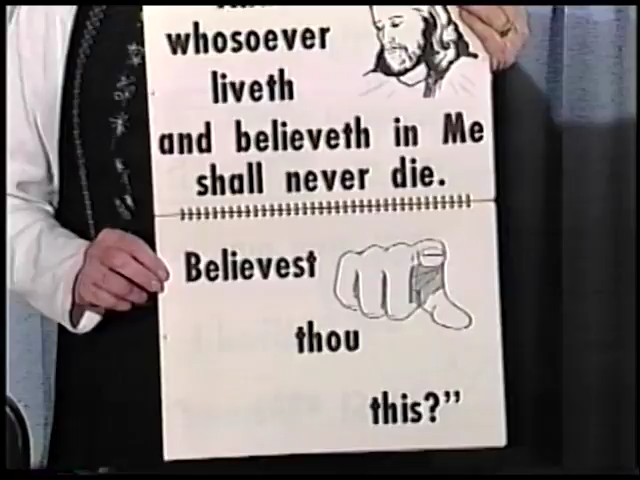 whosoever
liveth
and believeth in Me
shall never die.
Believest
thou
this?”